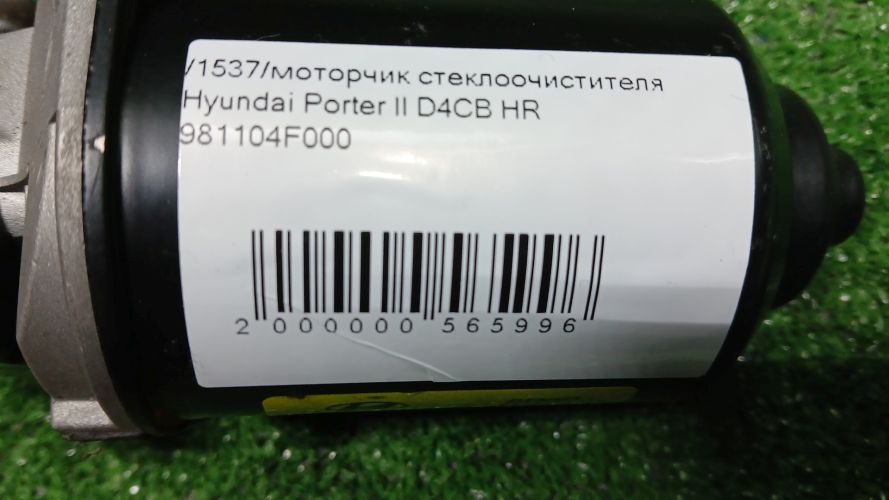 /1537/моторчик стеклоочистителя
Hyundai Porter II D4CB HR
981104F000
2 000000 565996